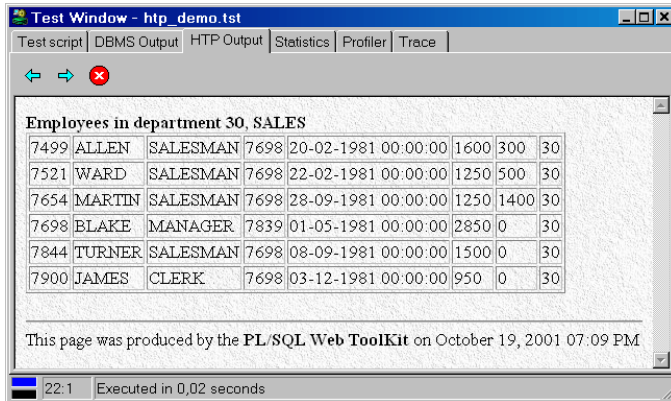 Test Window - htp_demo.tst
Test script DBMS Output HTP Output Statistics Profiler Trace
Employees in department 30, SALES
7499 ALLEN SALESMAN 7698 20-02-1981 00:00:00 1600 300 30
7521 WARD SALESMAN 7698 22-02-1981 00:00:00 1250 500 30
7654 MARTIN SALESMAN 7698 28-09-1981 00:00:00 1250 1400 30
7698 BLAKE MANAGER 7839 01-05-1981 00:00:00 2850 0 30
7844 TURNER SALESMAN 7698 08-09-1981 00:00:00 1500 0 30
7900 JAMES CLERK 7698 03-12-1981 00:00:00 950 0 30
This page was produced by the PL/SQL Web ToolKit on October 19, 2001 07:09 PM
22:1 Executed in 0,02 seconds